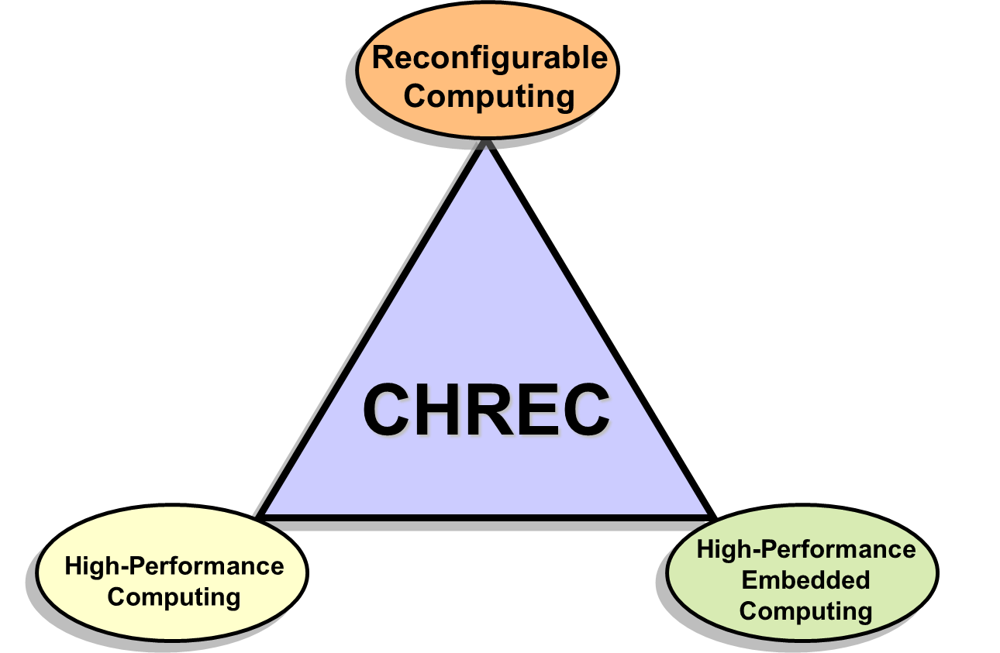 Reconfigurable
Computing
CHREC
High-Performance
Computing
High-Performance
Embedded
Computing